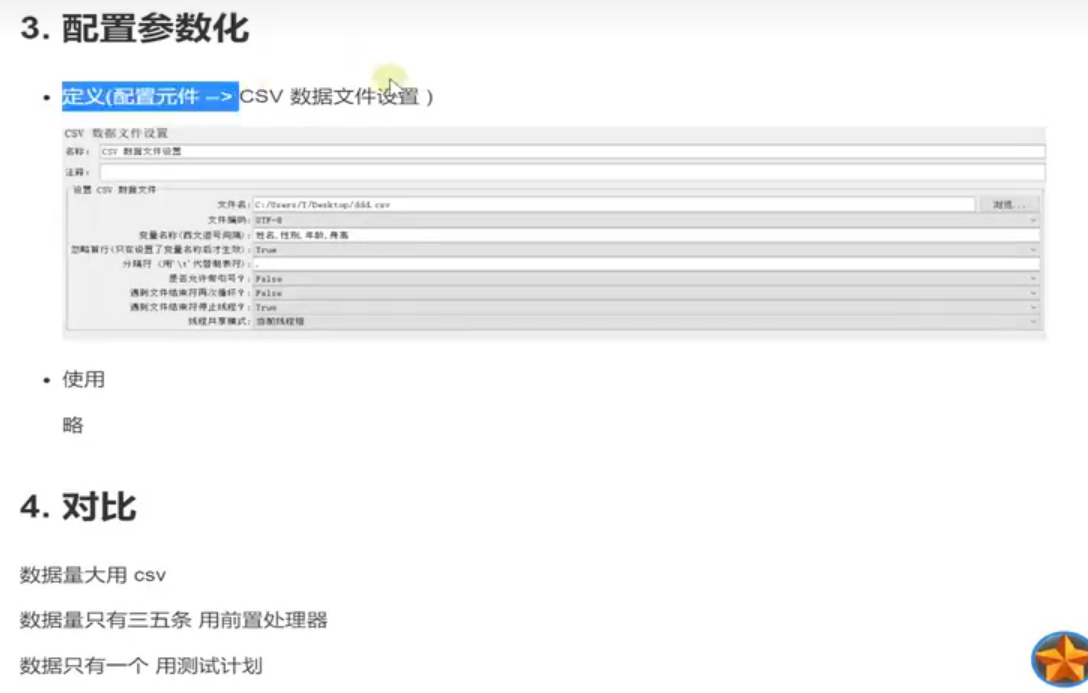 3. 配置参数化
• 定义(配置元件 –> CSV 数据文件设置 )
CSV 数据文件设置
名称: CSV 数据文件设置
注释:
设置 CSV 数据文件
文件名: C:/Users/T/Desktop/ddd.csv 浏览...
文件编码: UTF-8
变量名称(西文逗号间隔): 姓名,性别,年龄,身高
忽略首行(只在设置了变量名称后才生效): True
分隔符 (用'\t'代替制表符): ,
是否允许带引号?: False
遇到文件结束符再次循环?: False
遇到文件结束符停止线程?: True
线程共享模式: 当前线程组
• 使用
略
4. 对比
数据量大用 csv
数据量只有三五条 用前置处理器
数据只有一个 用测试计划